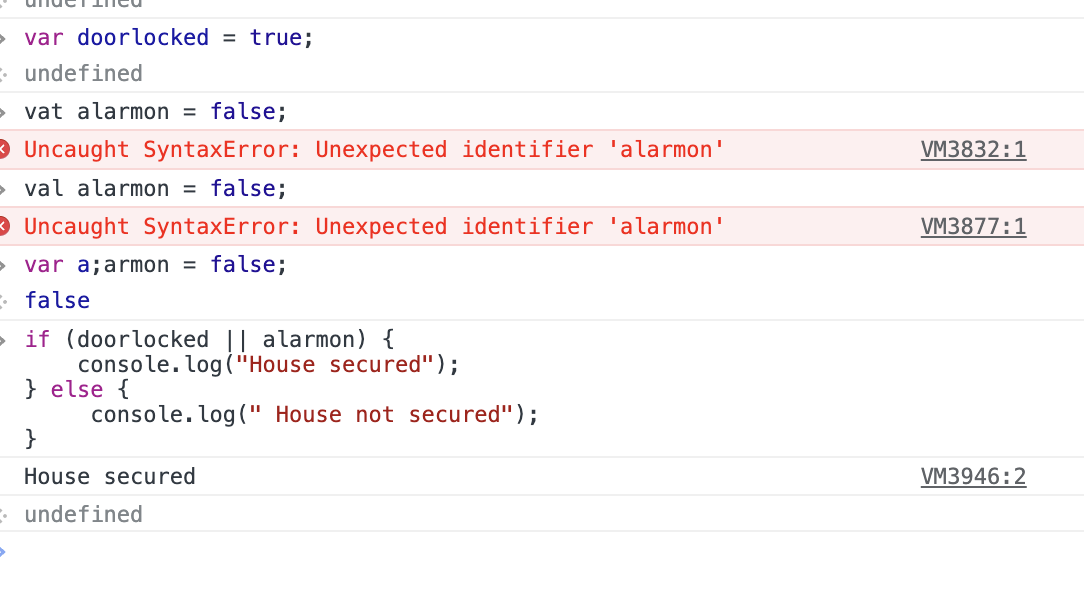 undefined
var doorlocked = true;
undefined
vat alarmon = false;
Uncaught SyntaxError: Unexpected identifier 'alarmon' VM3832:1
val alarmon = false;
Uncaught SyntaxError: Unexpected identifier 'alarmon' VM3877:1
var a;armon = false;
false
if (doorlocked || alarmon) {
    console.log("House secured");
} else {
     console.log(" House not secured");
}
House secured VM3946:2
undefined